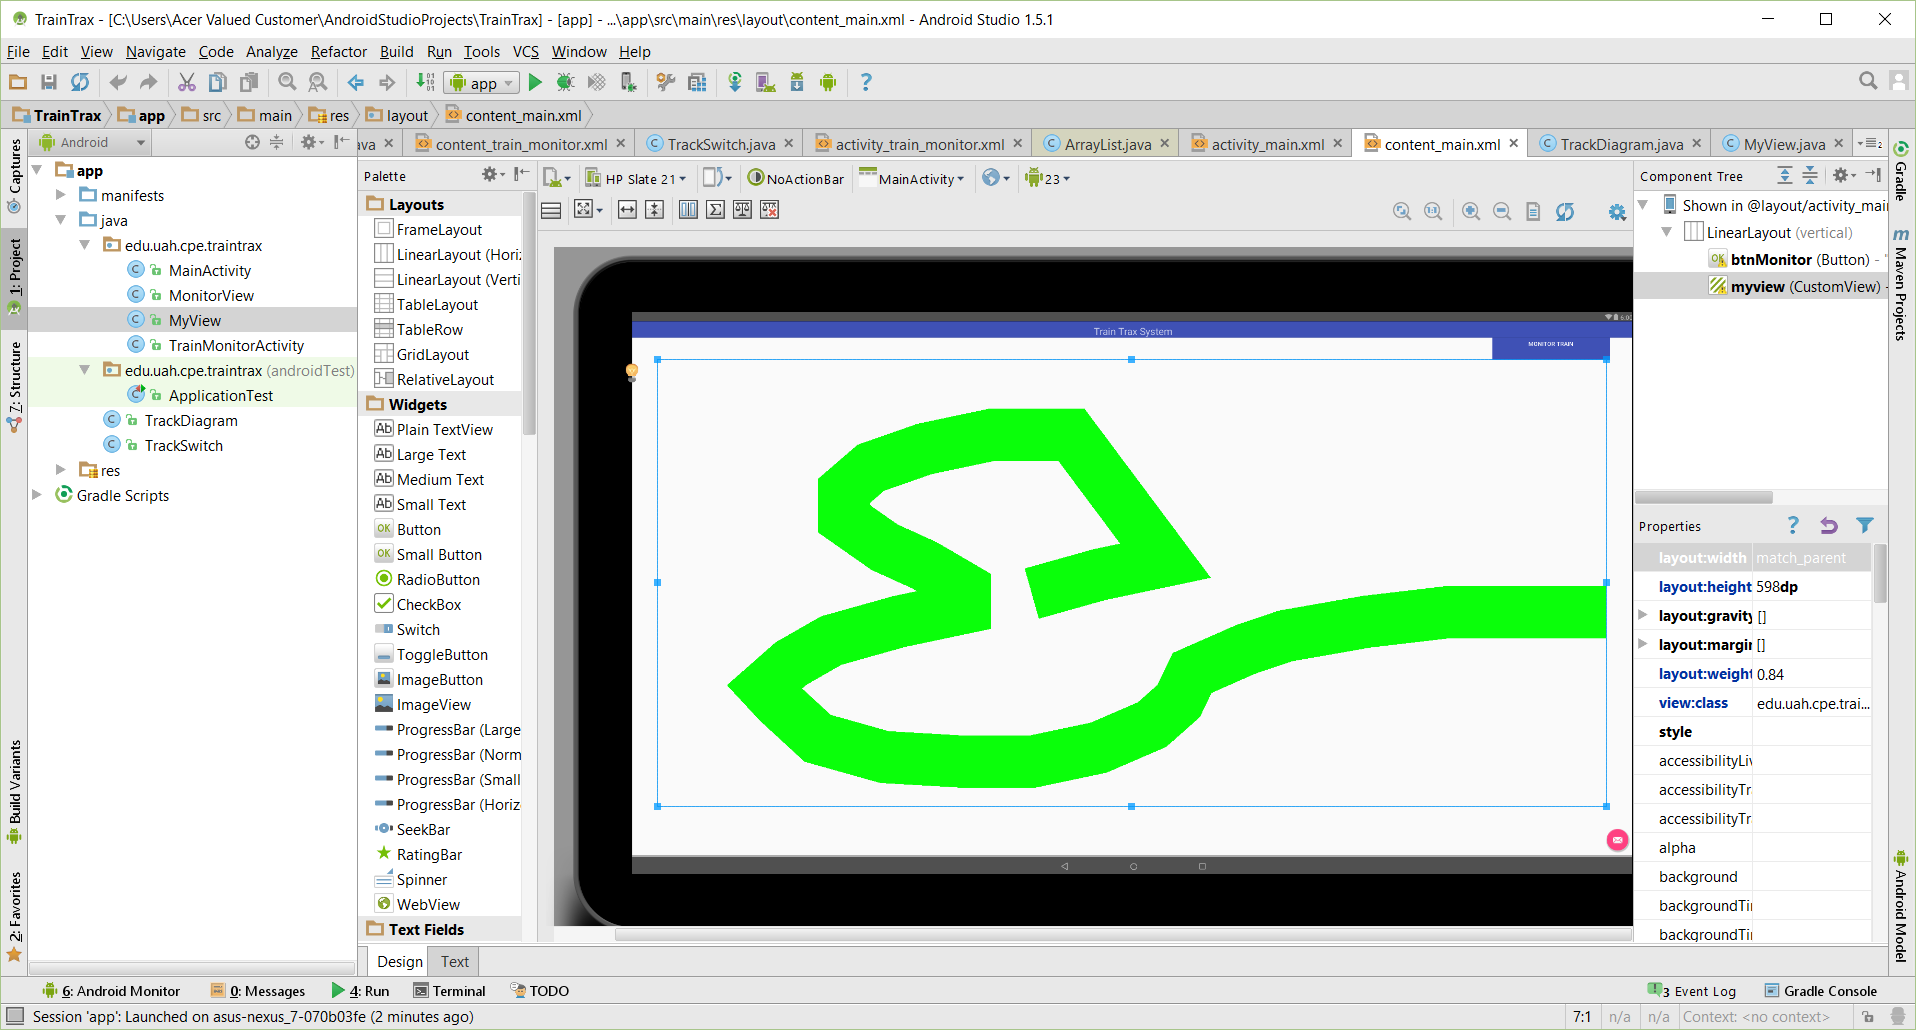 TrainTrax - [C:\Users\Acer Valued Customer\AndroidStudioProjects\TrainTrax] - [app] - ...\app\src\main\res\layout\content_main.xml - Android Studio 1.5.1
File Edit View Navigate Code Analyze Refactor Build Run Tools VCS Window Help
app
TrainTrax app src main res layout content_main.xml
Android
ava content_train_monitor.xml TrackSwitch.java activity_train_monitor.xml ArrayList.java activity_main.xml content_main.xml TrackDiagram.java MyView.java
Captures
1: Project
7: Structure
Build Variants
2: Favorites
app
manifests
java
edu.uah.cpe.traintrax
MainActivity
MonitorView
MyView
TrainMonitorActivity
edu.uah.cpe.traintrax (androidTest)
ApplicationTest
TrackDiagram
TrackSwitch
res
Gradle Scripts
Palette
Layouts
FrameLayout
LinearLayout (Horiz
LinearLayout (Verti
TableLayout
TableRow
GridLayout
RelativeLayout
Widgets
Plain TextView
Large Text
Medium Text
Small Text
Button
Small Button
RadioButton
CheckBox
Switch
ToggleButton
ImageButton
ImageView
ProgressBar (Large
ProgressBar (Norm
ProgressBar (Small
ProgressBar (Horiz
SeekBar
RatingBar
Spinner
WebView
Text Fields
HP Slate 21 NoActionBar MainActivity 23
Train Trax System
MONITOR TRAIN
Design Text
Component Tree
Shown in @layout/activity_mai
LinearLayout (vertical)
btnMonitor (Button) -
myview (CustomView) -
Properties
layout:width match_parent
layout:height 598dp
layout:gravity []
layout:margin []
layout:weight 0.84
view:class edu.uah.cpe.trai...
style
accessibilityLiv
accessibilityTr
accessibilityTr
alpha
background
backgroundTin
backgroundTin
Gradle
Maven Projects
Android Model
6: Android Monitor 0: Messages 4: Run Terminal TODO 3 Event Log Gradle Console
Session 'app': Launched on asus-nexus_7-070b03fe (2 minutes ago) 7:1 n/a n/a Context: <no context>